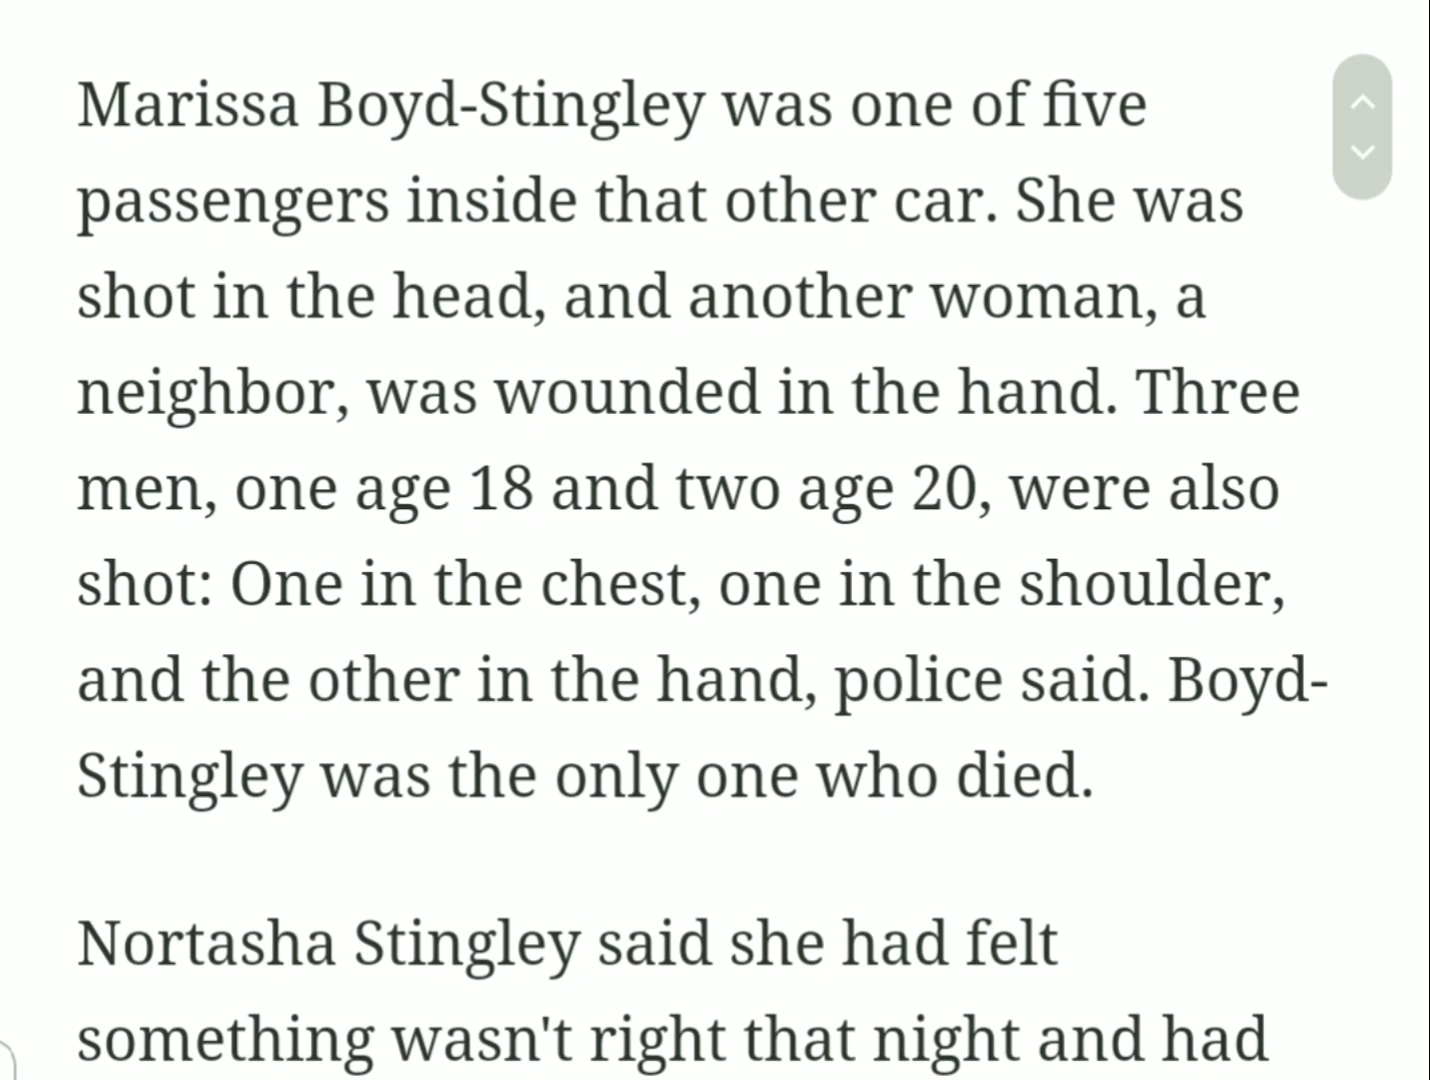 Marissa Boyd-Stingley was one of five
passengers inside that other car. She was
shot in the head, and another woman, a
neighbor, was wounded in the hand. Three
men, one age 18 and two age 20, were also
shot: One in the chest, one in the shoulder,
and the other in the hand, police said. Boyd-
Stingley was the only one who died.
Nortasha Stingley said she had felt
something wasn't right that night and had